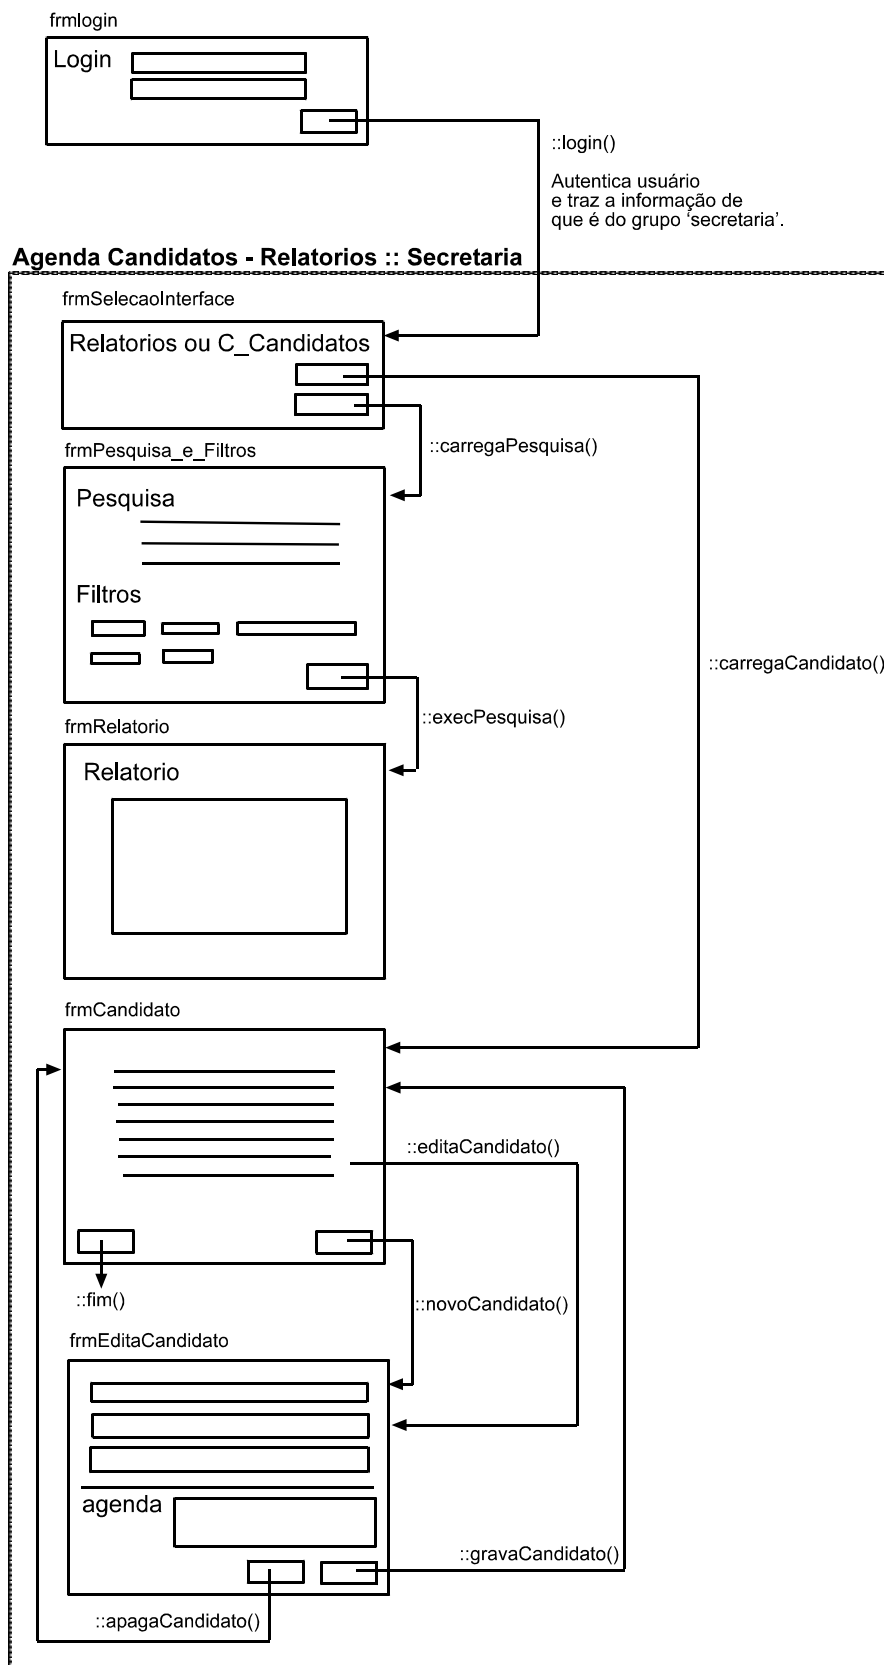 frmlogin
Login
::login()
Autentica usuário
e traz a informação de
que é do grupo ‘secretaria’.
Agenda Candidatos - Relatorios :: Secretaria
frmSelecaoInterface
Relatorios ou C_Candidatos
::carregaPesquisa()
frmPesquisa_e_Filtros
Pesquisa
Filtros
::carregaCandidato()
::execPesquisa()
frmRelatorio
Relatorio
frmCandidato
::editaCandidato()
::fim()
::novoCandidato()
frmEditaCandidato
agenda
::gravaCandidato()
::apagaCandidato()